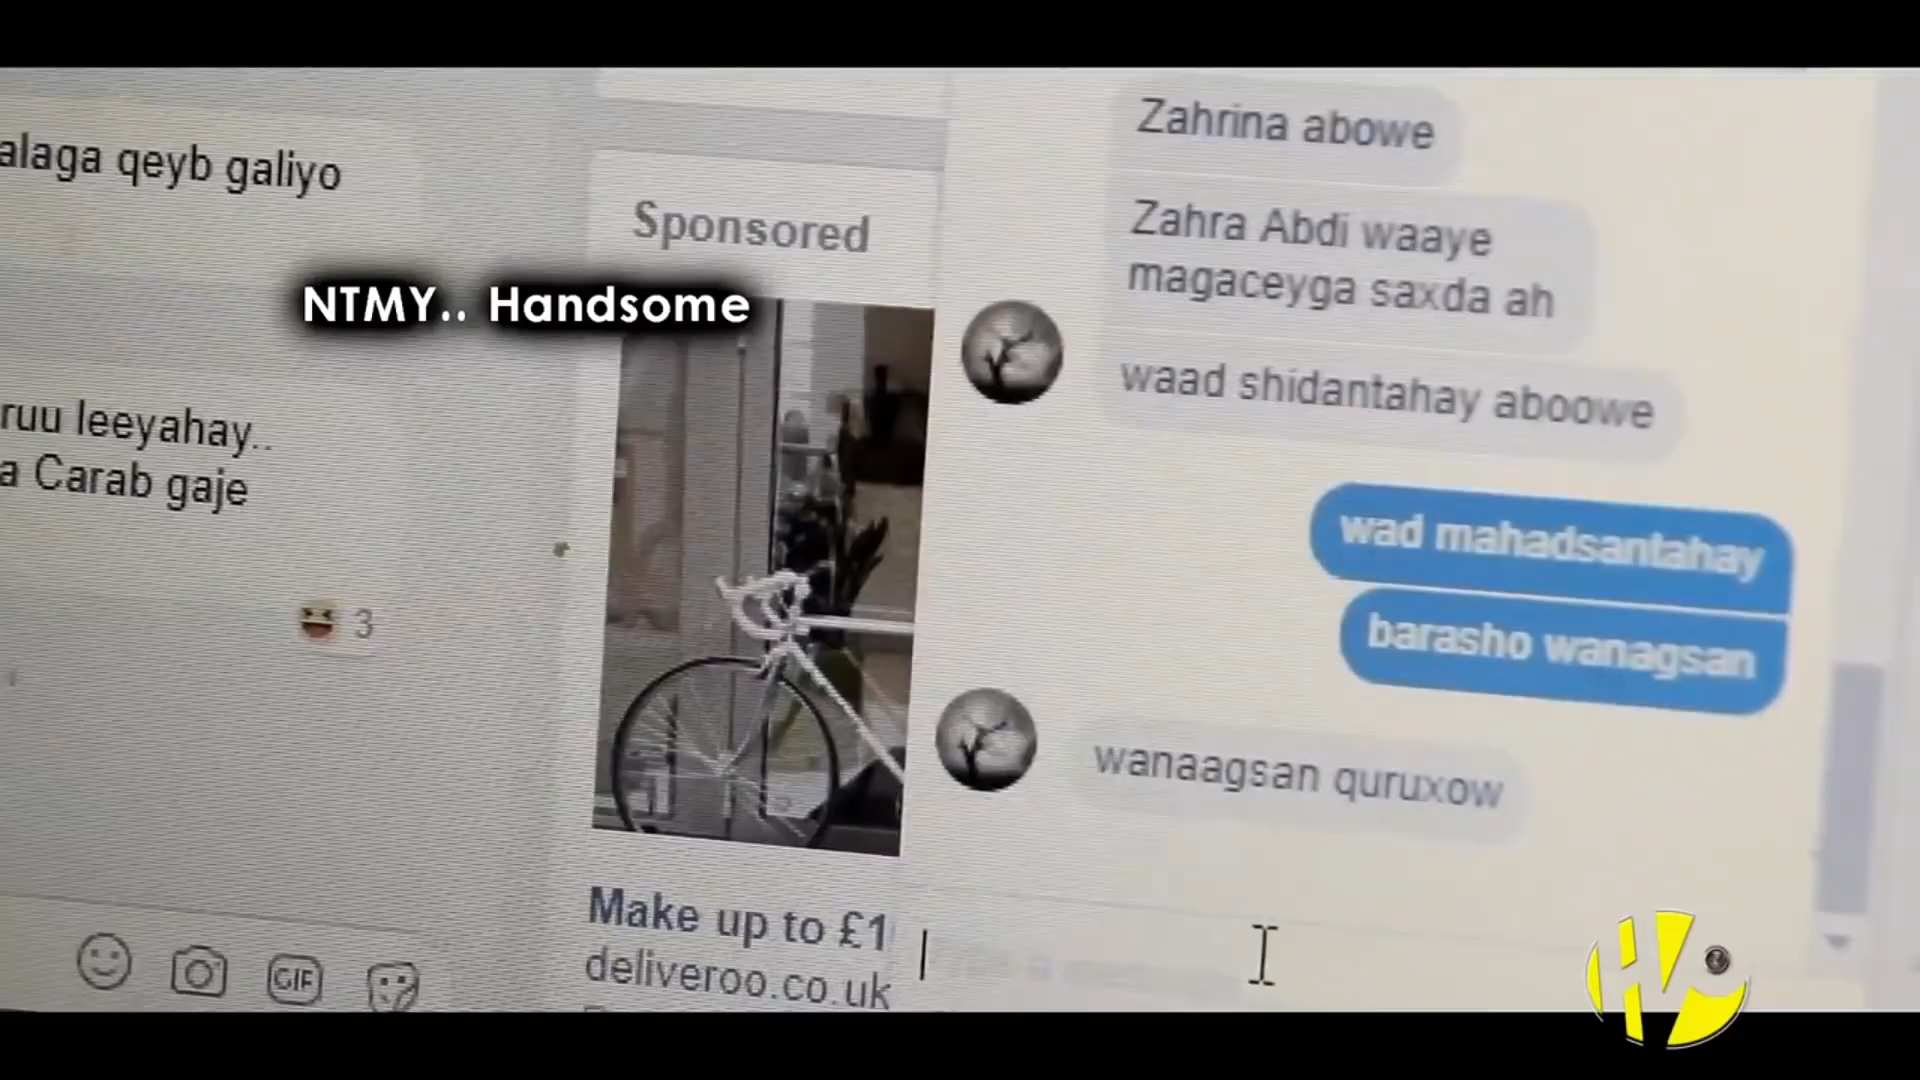 alaga qeyb galiyo
ruu leeyahay..
a Carab gaje
3
GIF
NTMY.. Handsome
Sponsored
Make up to £1
deliveroo.co.uk
Zahrina abowe
Zahra Abdi waaye
magaceyga saxda ah
waad shidantahay aboowe
wad mahadsantahay
barasho wanagsan
wanaagsan quruxow